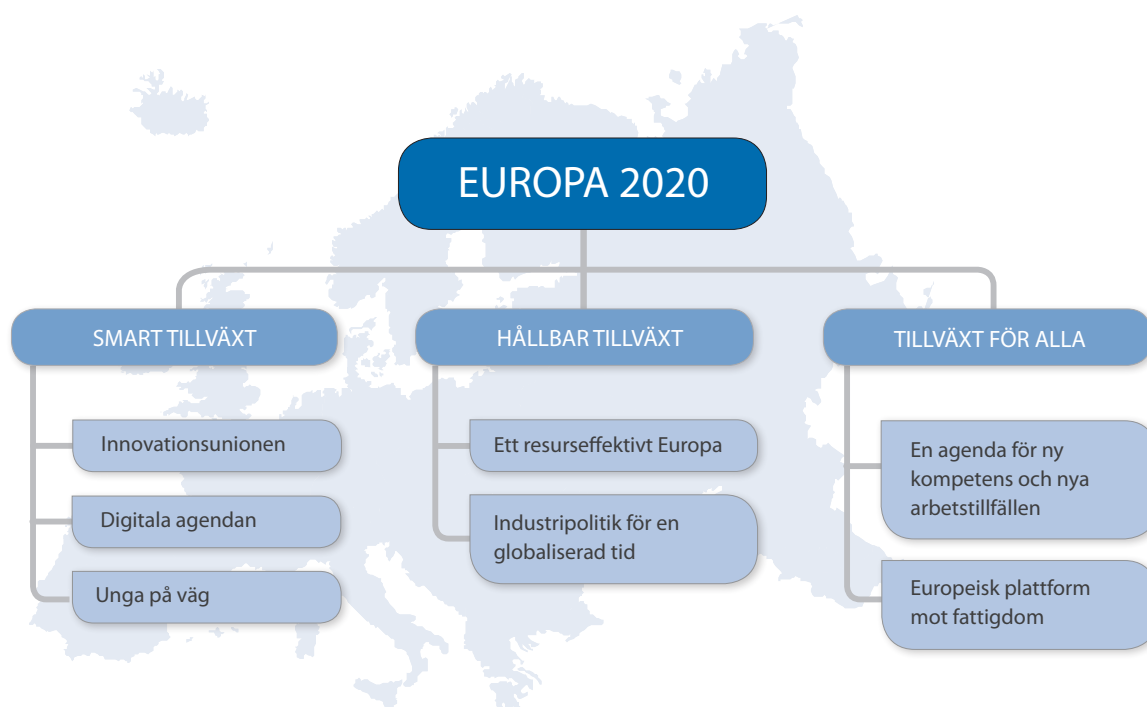 EUROPA 2020
SMART TILLVÄXT
Innovationsunionen
Digitala agendan
Unga på väg
HÅLLBAR TILLVÄXT
Ett resurseffektivt Europa
Industripolitik för en
globaliserad tid
TILLVÄXT FÖR ALLA
En agenda för ny
kompetens och nya
arbetstillfällen
Europeisk plattform
mot fattigdom